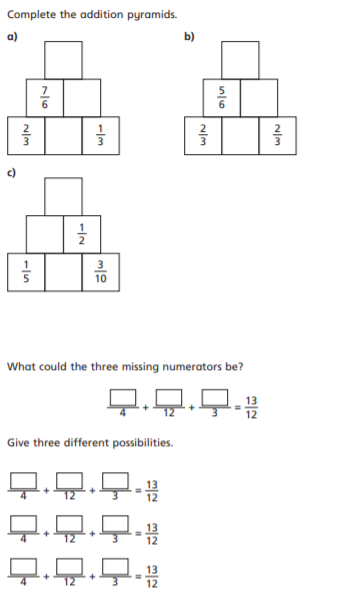 Complete the addition pyramids.
a) b)
7/6 5/6
2/3 1/3 2/3 2/3
c)
1/2
1/5 3/10
What could the three missing numerators be?
/4 + /12 + /3 = 13/12
Give three different possibilities.
/4 + /12 + /3 = 13/12
/4 + /12 + /3 = 13/12
/4 + /12 + /3 = 13/12